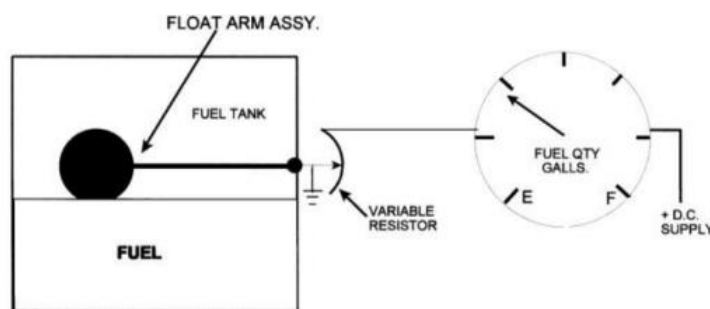 FLOAT ARM ASSY.
FUEL TANK
FUEL QTY
GALLS.
E
F
VARIABLE
RESISTOR
+ D.C.
SUPPLY
FUEL